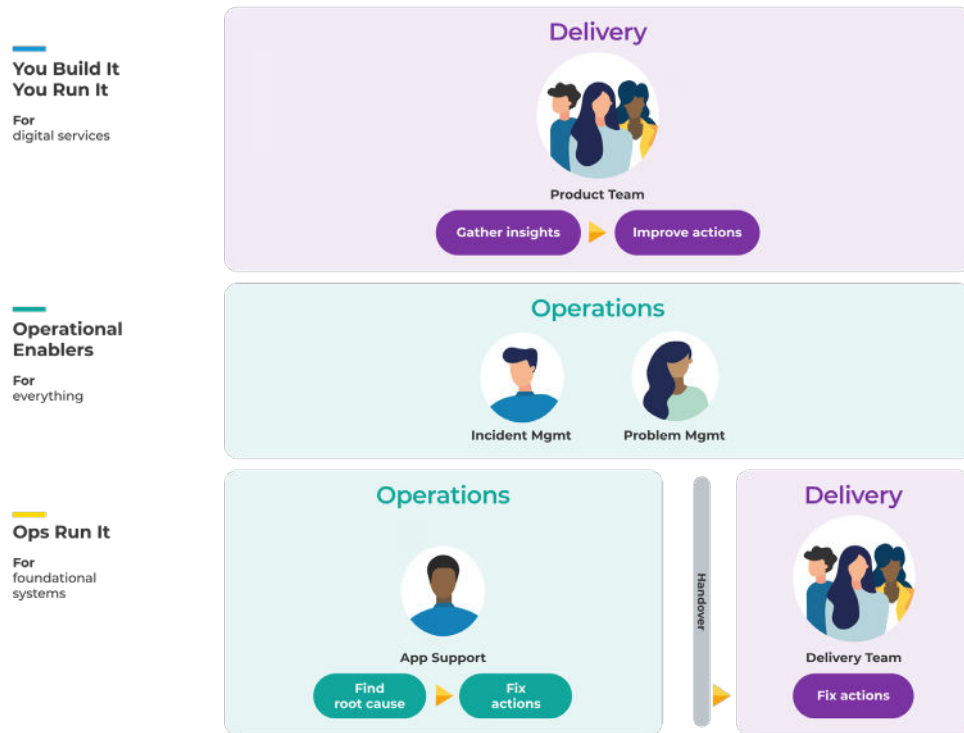 You Build It
You Run It
For
digital services
Delivery
Product Team
Gather insights
Improve actions
Operational
Enablers
For
everything
Operations
Incident Mgmt
Problem Mgmt
Ops Run It
For
foundational
systems
Operations
App Support
Find
root cause
Fix
actions
Handover
Delivery
Delivery Team
Fix actions